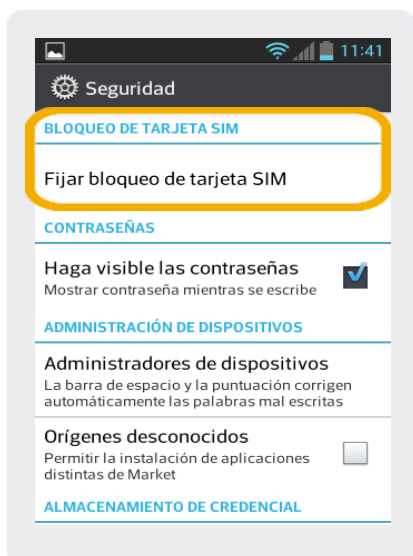 11:41
Seguridad
BLOQUEO DE TARJETA SIM
Fijar bloqueo de tarjeta SIM
CONTRASEÑAS
Haga visible las contraseñas
Mostrar contraseña mientras se escribe
ADMINISTRACIÓN DE DISPOSITIVOS
Administradores de dispositivos
La barra de espacio y la puntuación corrigen
automáticamente las palabras mal escritas
Orígenes desconocidos
Permitir la instalación de aplicaciones
distintas de Market
ALMACENAMIENTO DE CREDENCIAL